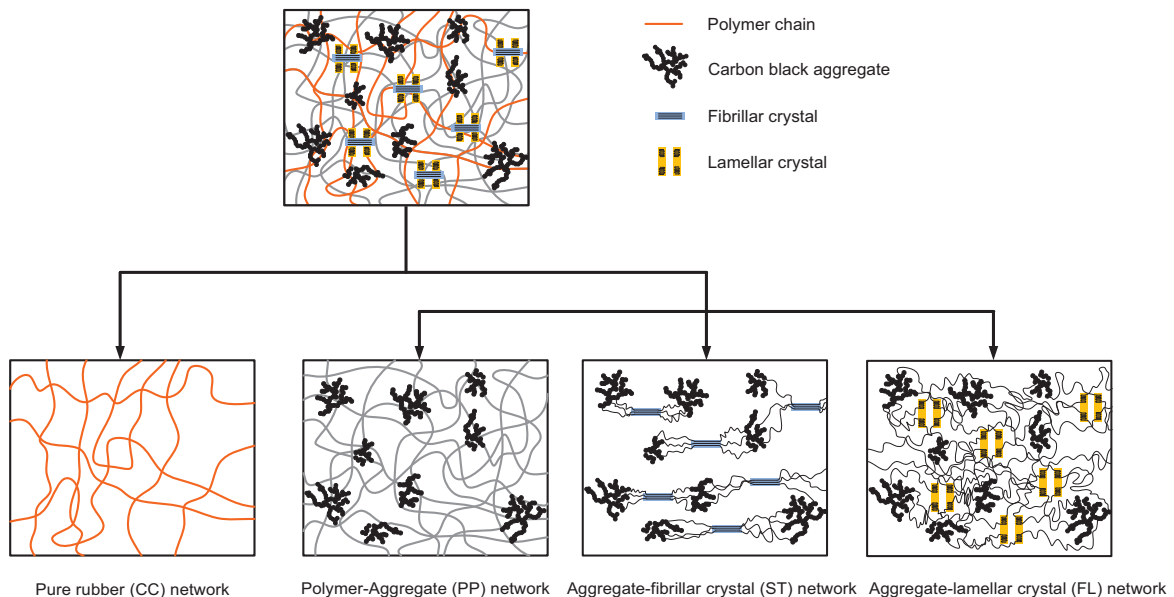 Polymer chain
Carbon black aggregate
Fibrillar crystal
Lamellar crystal
Pure rubber (CC) network
Polymer-Aggregate (PP) network
Aggregate-fibrillar crystal (ST) network
Aggregate-lamellar crystal (FL) network